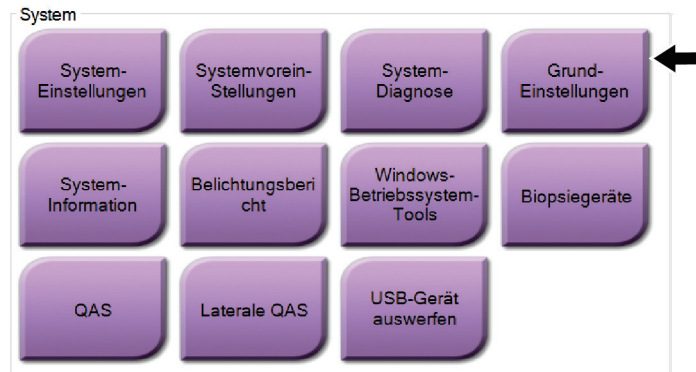 System
System-
Einstellungen
Systemvorein-
Stellungen
System-
Diagnose
Grund-
Einstellungen
System-
Information
Belichtungsberi
cht
Windows-
Betriebssystem-
Tools
Biopsiegeräte
QAS
Laterale QAS
USB-Gerät
auswerfen